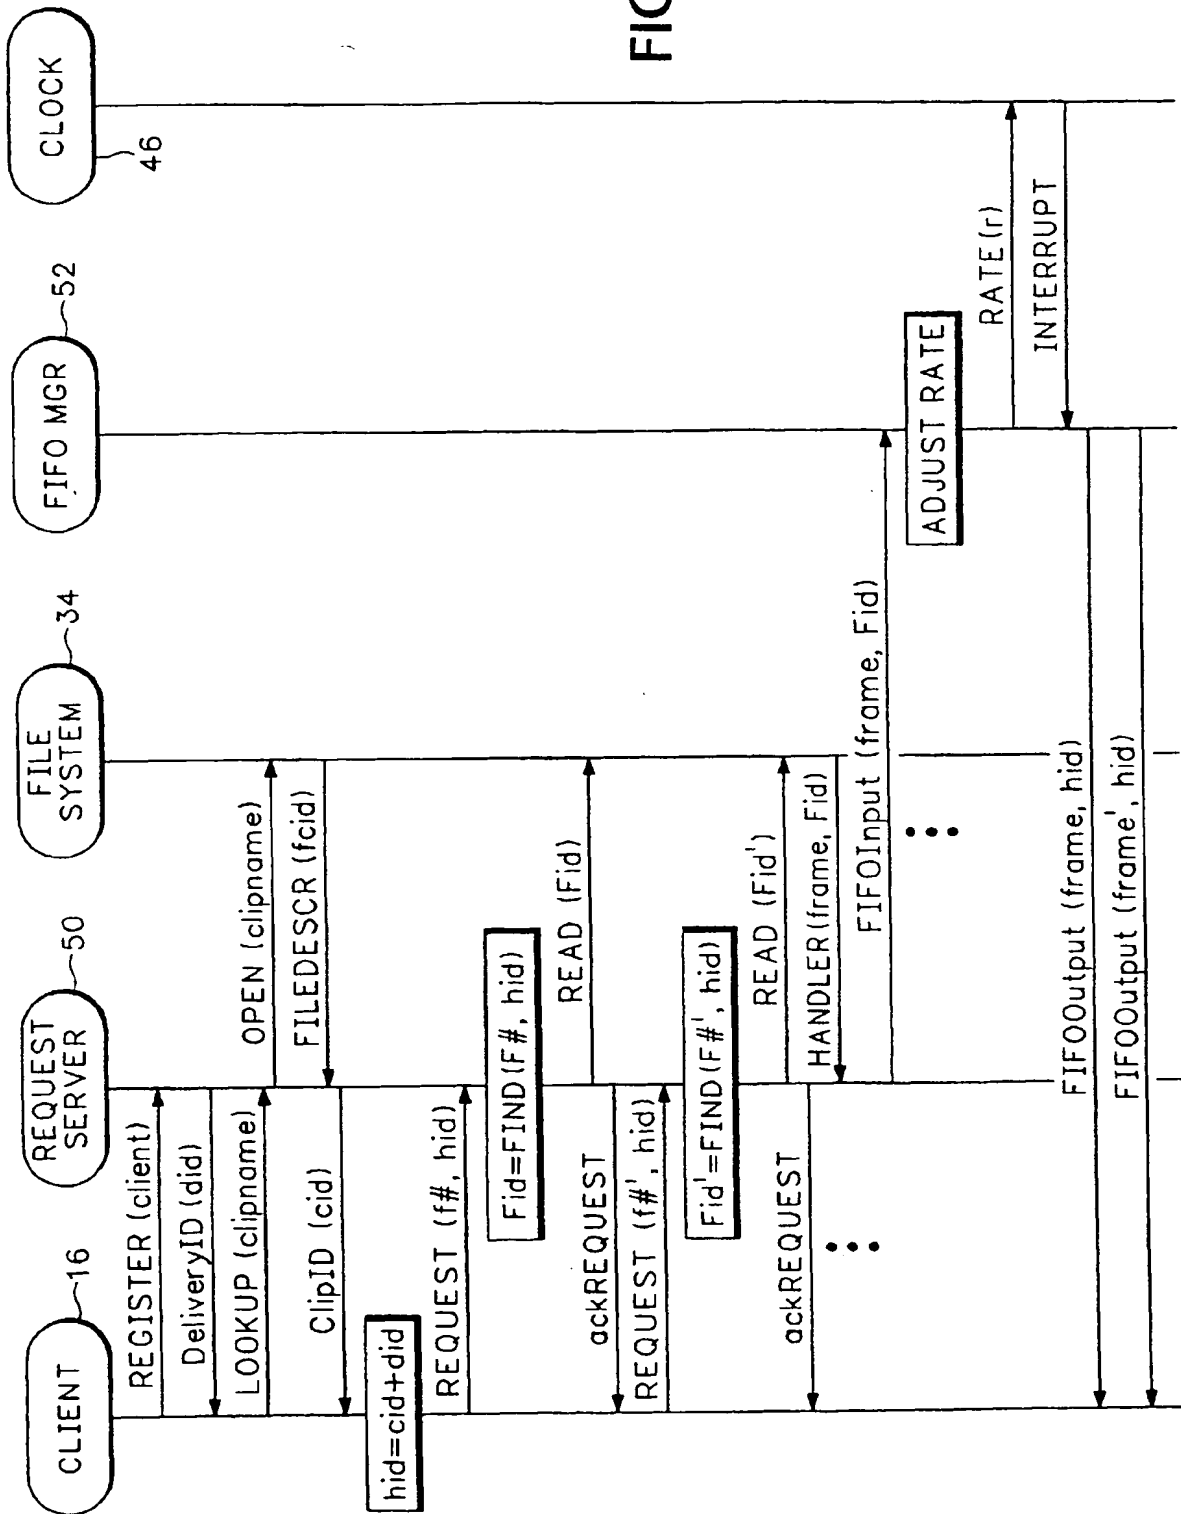 FIG
CLIENT
16
REQUEST
SERVER
50
FILE
SYSTEM
34
FIFO MGR
52
CLOCK
46
REGISTER (client)
DeliveryID (did)
LOOKUP (clipname)
OPEN (clipname)
FILEDESCR (fcid)
ClipID (cid)
hid=cid+did
REQUEST (f#, hid)
Fid=FIND(F#, hid)
READ (Fid)
ackREQUEST
REQUEST (f#', hid)
Fid'=FIND(F#', hid)
READ (Fid')
ackREQUEST
HANDLER(frame, Fid)
FIFOInput (frame, Fid)
ADJUST RATE
RATE(r)
INTERRUPT
FIFOOutput (frame, hid)
FIFOOutput (frame', hid)